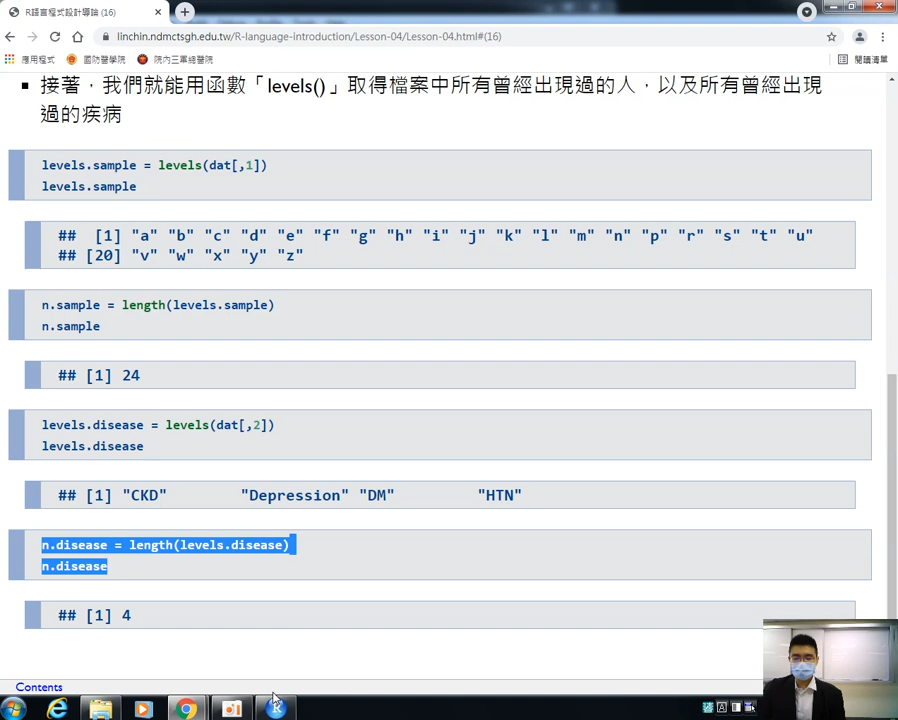 R語言程式設計導論 (16)
linchin.ndmctsgh.edu.tw/R-language-introduction/Lesson-04/Lesson-04.html#(16)
應用程式 國防醫學院 院內三軍總醫院 閱讀清單
接著，我們就能用函數「levels()」取得檔案中所有曾經出現過的人，以及所有曾經出現
過的疾病
levels.sample = levels(dat[,1])
levels.sample
## [1] "a" "b" "c" "d" "e" "f" "g" "h" "i" "j" "k" "l" "m" "n" "p" "r" "s" "t" "u"
## [20] "v" "w" "x" "y" "z"
n.sample = length(levels.sample)
n.sample
## [1] 24
levels.disease = levels(dat[,2])
levels.disease
## [1] "CKD" "Depression" "DM" "HTN"
n.disease = length(levels.disease)
n.disease
## [1] 4
Contents